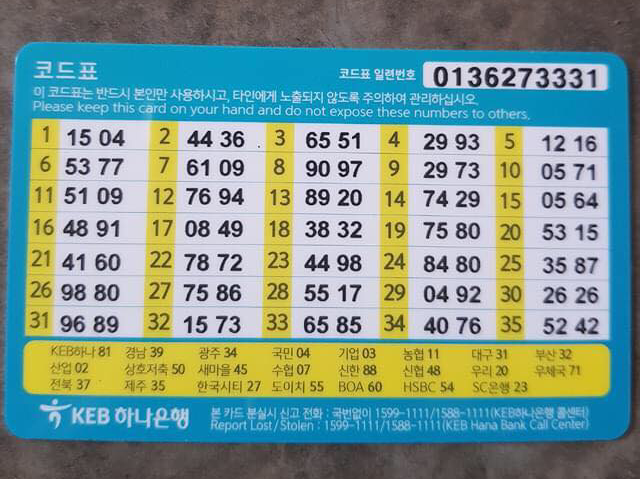 코드표
코드표 일련번호 0136273331
이 코드표는 반드시 본인만 사용하시고, 타인에게 노출되지 않도록 주의하여 관리하십시오.
Please keep this card on your hand and do not expose these numbers to others.
1 15 04 2 44 36 3 65 51 4 29 93 5 12 16
6 53 77 7 61 09 8 90 97 9 29 73 10 05 71
11 51 09 12 76 94 13 89 20 14 74 29 15 05 64
16 48 91 17 08 49 18 38 32 19 75 80 20 53 15
21 41 60 22 78 72 23 44 98 24 84 80 25 35 87
26 98 80 27 75 86 28 55 17 29 04 92 30 26 26
31 96 89 32 15 73 33 65 85 34 40 76 35 52 42
KEB하나 81 경남 39 광주 34 국민 04 기업 03 농협 11 대구 31 부산 32
산업 02 상호저축 50 새마을 45 수협 07 신한 88 신협 48 우리 20 우체국 71
전북 37 제주 35 한국시티 27 도이치 55 BOA 60 HSBC 54 SC은행 23
KEB 하나은행
본 카드 분실시 신고 전화 : 국번없이 1599-1111/1588-1111(KEB하나은행 콜센터)
Report Lost / Stolen : 1599-1111/1588-1111(KEB Hana Bank Call Center)